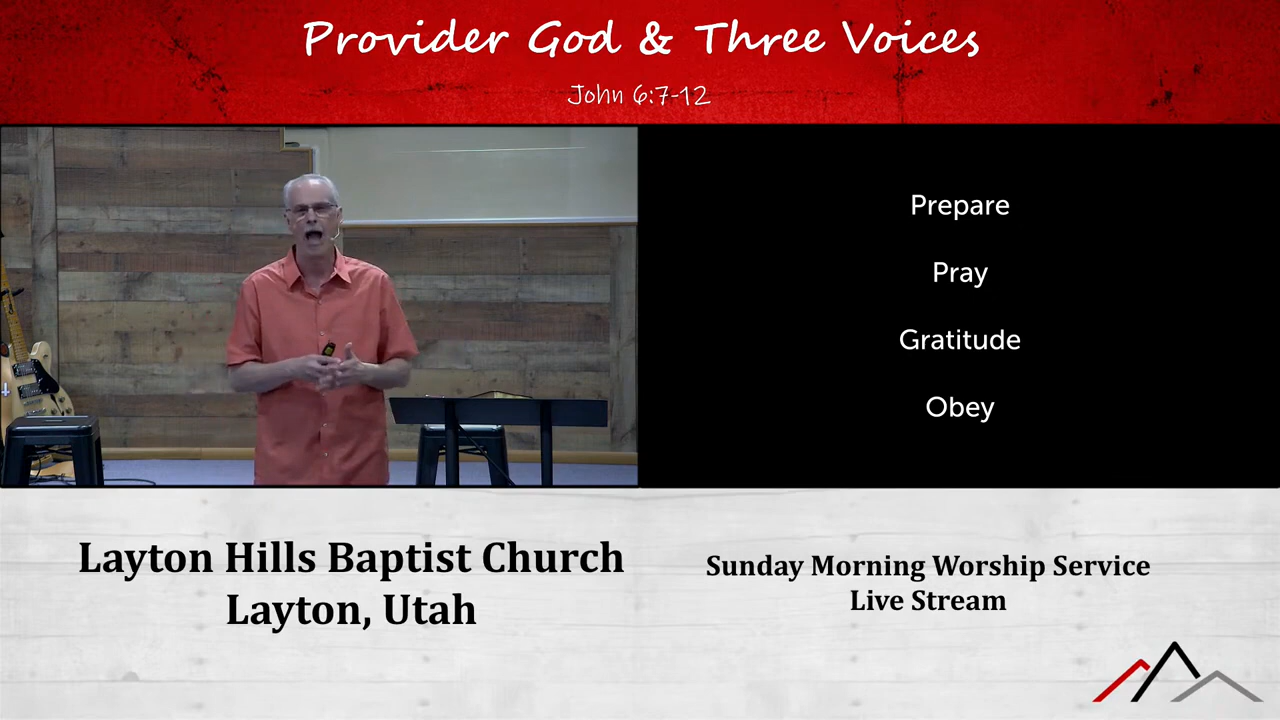 Provider God & Three Voices
John 6:7-12
Prepare
Pray
Gratitude
Obey
Layton Hills Baptist Church
Layton, Utah
Sunday Morning Worship Service
Live Stream